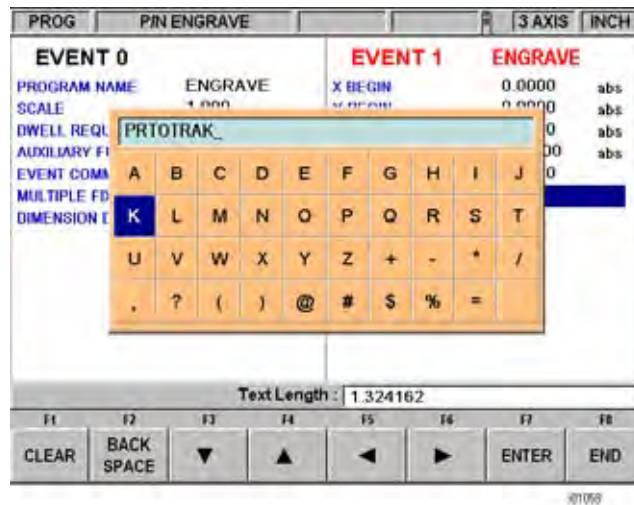 PROG P/N ENGRAVE 3 AXIS INCH
EVENT 0 EVENT 1 ENGRAVE
PROGRAM NAME ENGRAVE X BEGIN 0.0000 abs
SCALE 1.000 abs
DWELL REQU abs
AUXILIARY abs
EVENT COMM
MULTIPLE FD
DIMENSION D
PRTOTRAK_
A B C D E F G H I J
K L M N O P Q R S T
U V W X Y Z + - * /
, ? ( ) @ # $ % =
Text Length : 1.324162
F1 F2 F3 F4 F5 F6 F7 F8
CLEAR BACK SPACE ▼ ▲ ◄ ► ENTER END
i01058